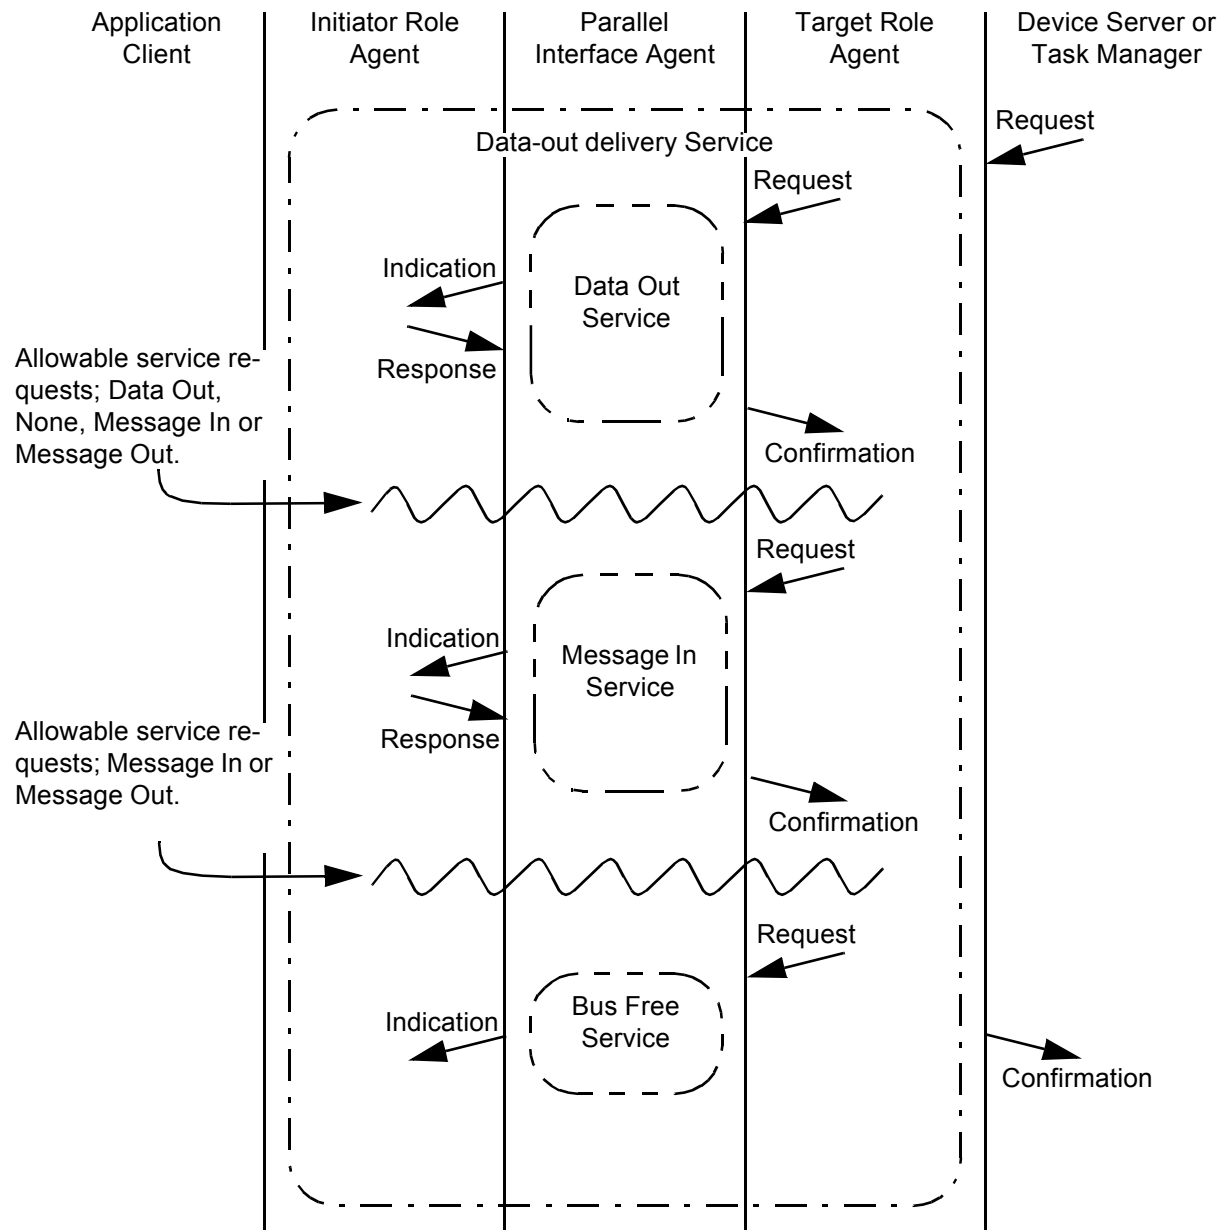 Application
Client
Initiator Role
Agent
Parallel
Interface Agent
Target Role
Agent
Device Server or
Task Manager
Request
Data-out delivery Service
Request
Indication
Data Out
Service
Response
Allowable service re-
quests; Data Out,
None, Message In or
Message Out.
Confirmation
Request
Indication
Message In
Service
Response
Allowable service re-
quests; Message In or
Message Out.
Confirmation
Request
Bus Free
Service
Indication
Confirmation